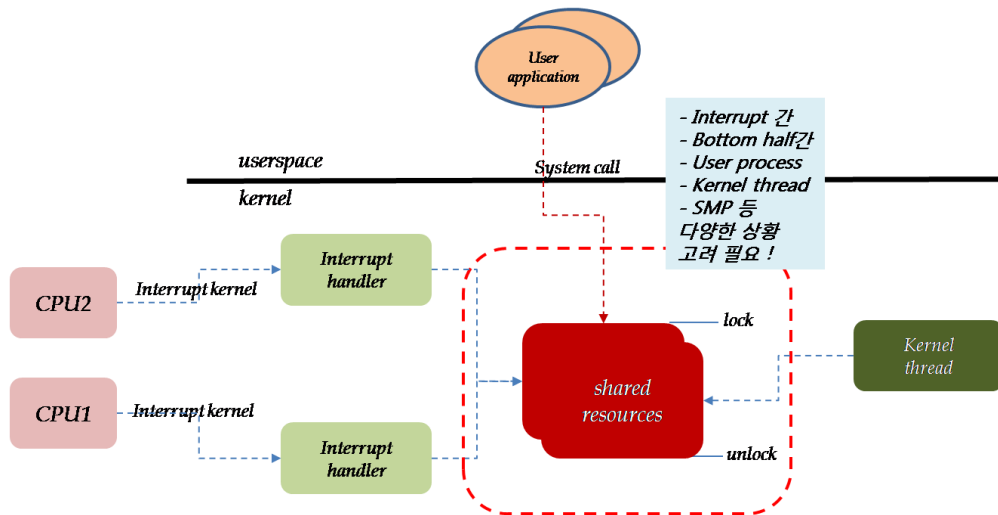 User
application
- Interrupt 간
- Bottom half간
- User process
- Kernel thread
- SMP 등
다양한 상황
고려 필요 !
userspace
System call
kernel
Interrupt
handler
CPU2
Interrupt kernel
lock
shared
resources
Kernel
thread
CPU1
Interrupt kernel
Interrupt
handler
unlock